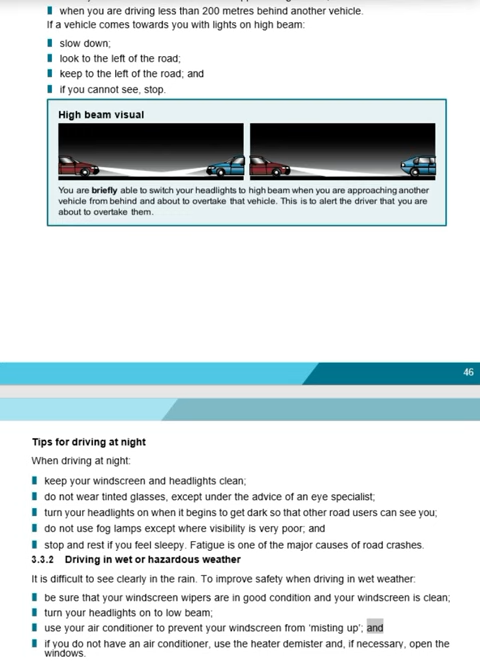 when you are driving less than 200 metres behind another vehicle.
If a vehicle comes towards you with lights on high beam:
slow down;
look to the left of the road;
keep to the left of the road; and
if you cannot see, stop.
High beam visual
You are briefly able to switch your headlights to high beam when you are approaching another
vehicle from behind and about to overtake that vehicle. This is to alert the driver that you are
about to overtake them.
46
Tips for driving at night
When driving at night:
keep your windscreen and headlights clean;
do not wear tinted glasses, except under the advice of an eye specialist;
turn your headlights on when it begins to get dark so that other road users can see you;
do not use fog lamps except where visibility is very poor; and
stop and rest if you feel sleepy. Fatigue is one of the major causes of road crashes.
3.3.2 Driving in wet or hazardous weather
It is difficult to see clearly in the rain. To improve safety when driving in wet weather:
be sure that your windscreen wipers are in good condition and your windscreen is clean;
turn your headlights on to low beam;
use your air conditioner to prevent your windscreen from 'misting up'; and
if you do not have an air conditioner, use the heater demister and, if necessary, open the
windows.